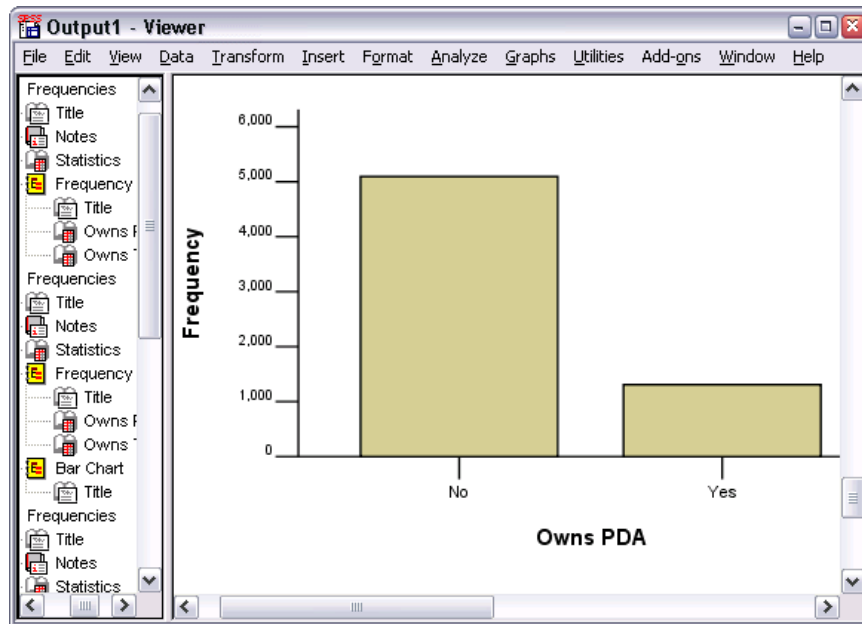 Output1 - Viewer
File Edit View Data Transform Insert Format Analyze Graphs Utilities Add-ons Window Help
Frequencies
Title
Notes
Statistics
Frequency
Title
Owns
Owns
Frequencies
Title
Notes
Statistics
Frequency
Title
Owns
Owns
Bar Chart
Title
Frequencies
Title
Notes
Statistics
Frequency
6,000
5,000
4,000
3,000
2,000
1,000
0
No Yes
Owns PDA